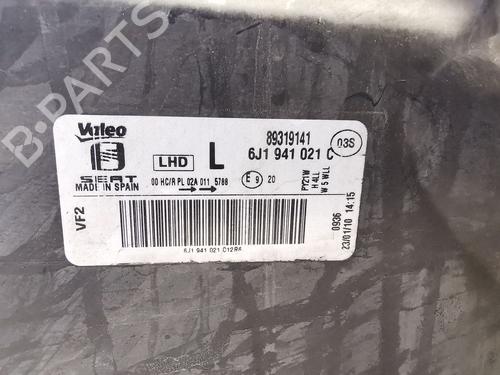 B-PARTS
Valeo
SEAT
MADE IN SPAIN
LHD
L
89319141
6J1 941 021 C
03S
00 HC/R PL 02A 011 5788
E 9 20
PY21W
H 4LL
W 5 WLL
VF2
6J1 941 021 C12R6
0936
23/01/10 14:15